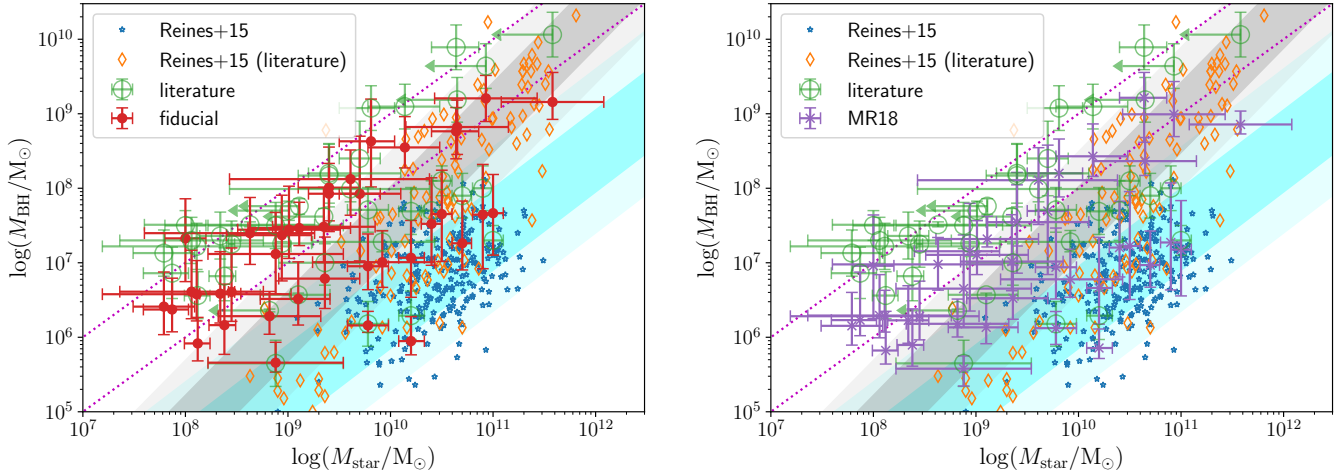 Reines+15
Reines+15 (literature)
literature
fiducial
10^10
10^9
10^8
10^7
10^6
10^5
log(M_BH/M_⊙)
10^7 10^8 10^9 10^10 10^11 10^12
log(M_star/M_⊙)
Reines+15
Reines+15 (literature)
literature
MR18
10^10
10^9
10^8
10^7
10^6
10^5
log(M_BH/M_⊙)
10^7 10^8 10^9 10^10 10^11 10^12
log(M_star/M_⊙)